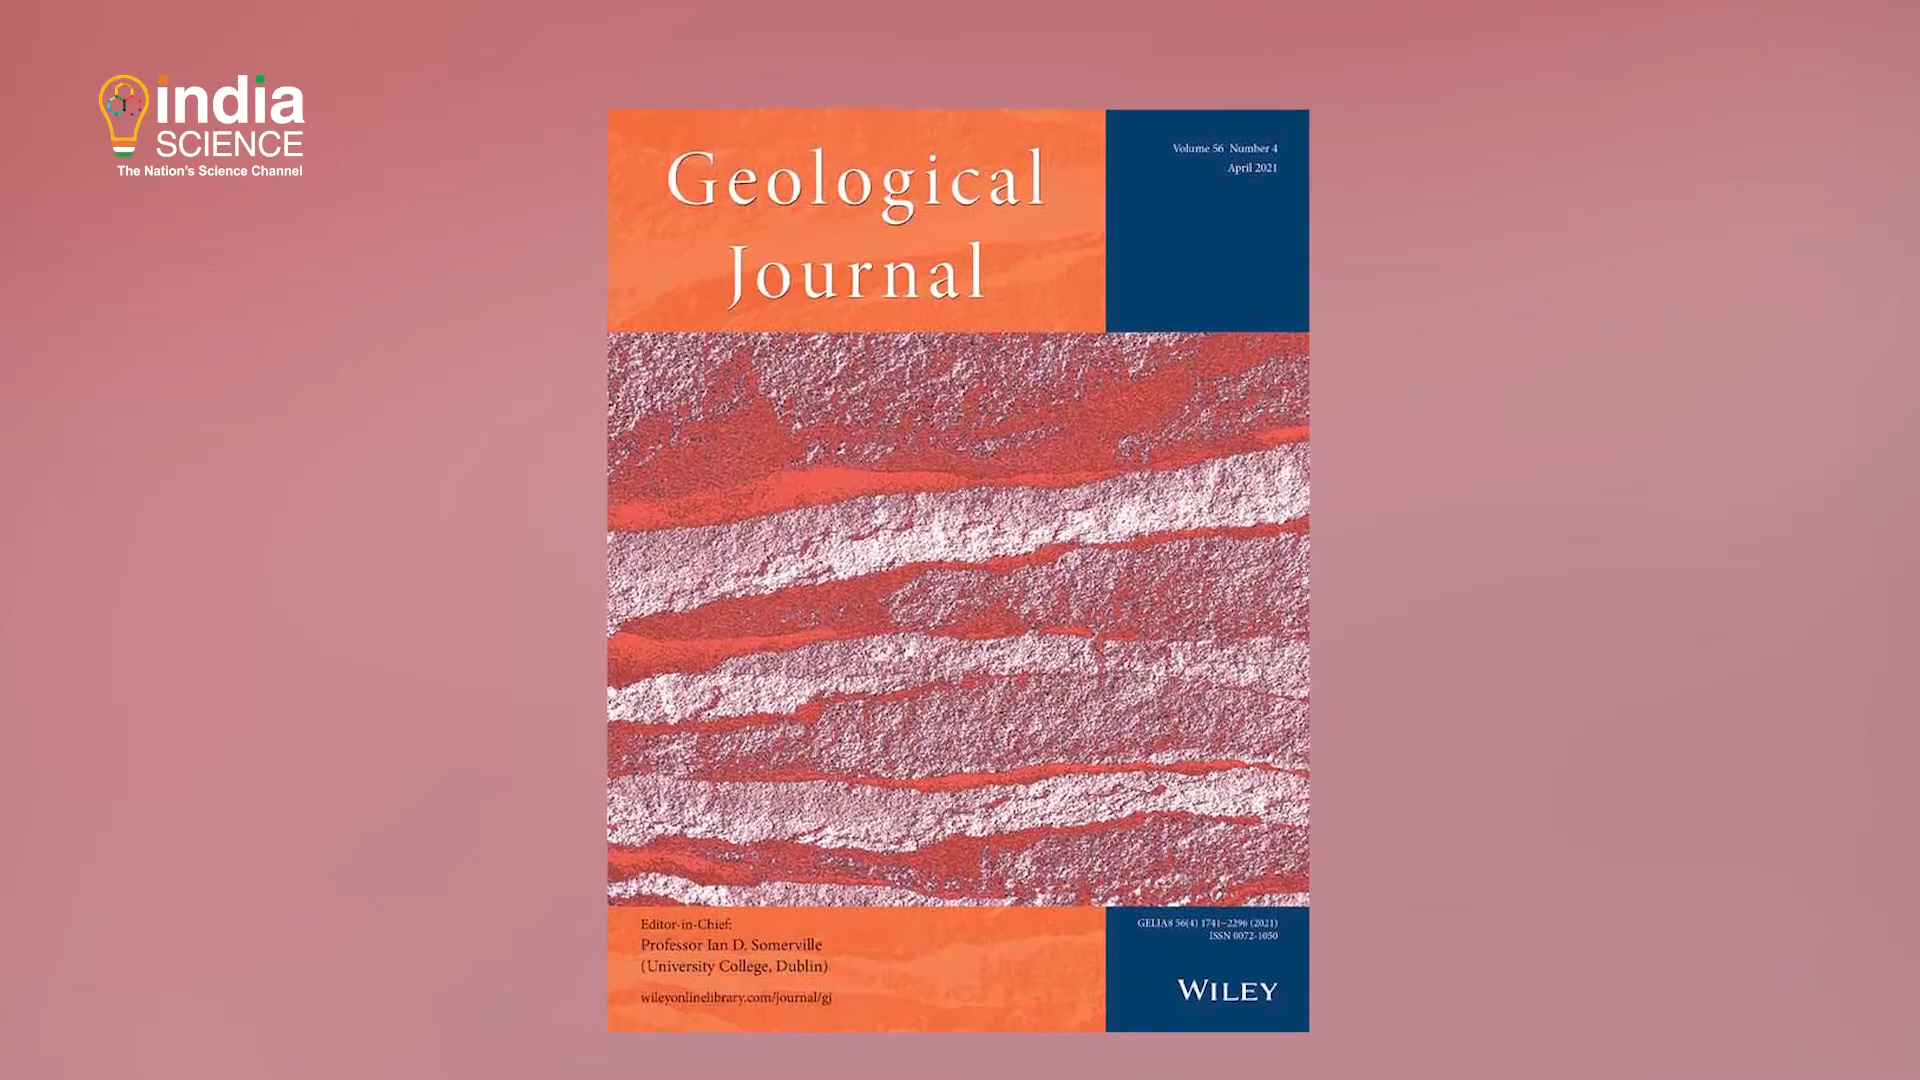 india
SCIENCE
The Nation's Science Channel
Geological
Journal
Volume 56 Number 4
April 2021
Editor-in-Chief:
Professor Ian D. Somerville
(University College, Dublin)
wileyonlinelibrary.com/journal/gj
GELJA8 56(4) 1741–2296 (2021)
ISSN 0072-1050
WILEY